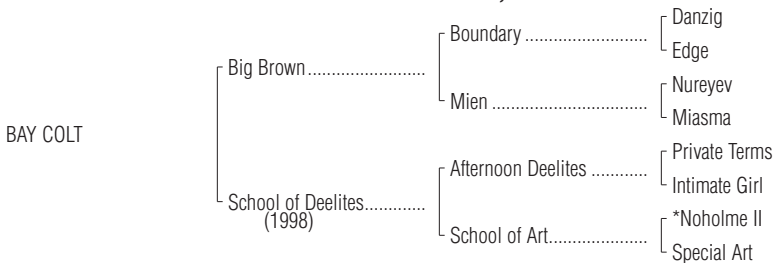 Danzig
Boundary ..............................
Edge
Big Brown.........................
Nureyev
Mien ......................................
Miasma
BAY COLT
Private Terms
Afternoon Deelites ............
Intimate Girl
School of Deelites.............
(1998)
*Noholme II
School of Art........................
Special Art